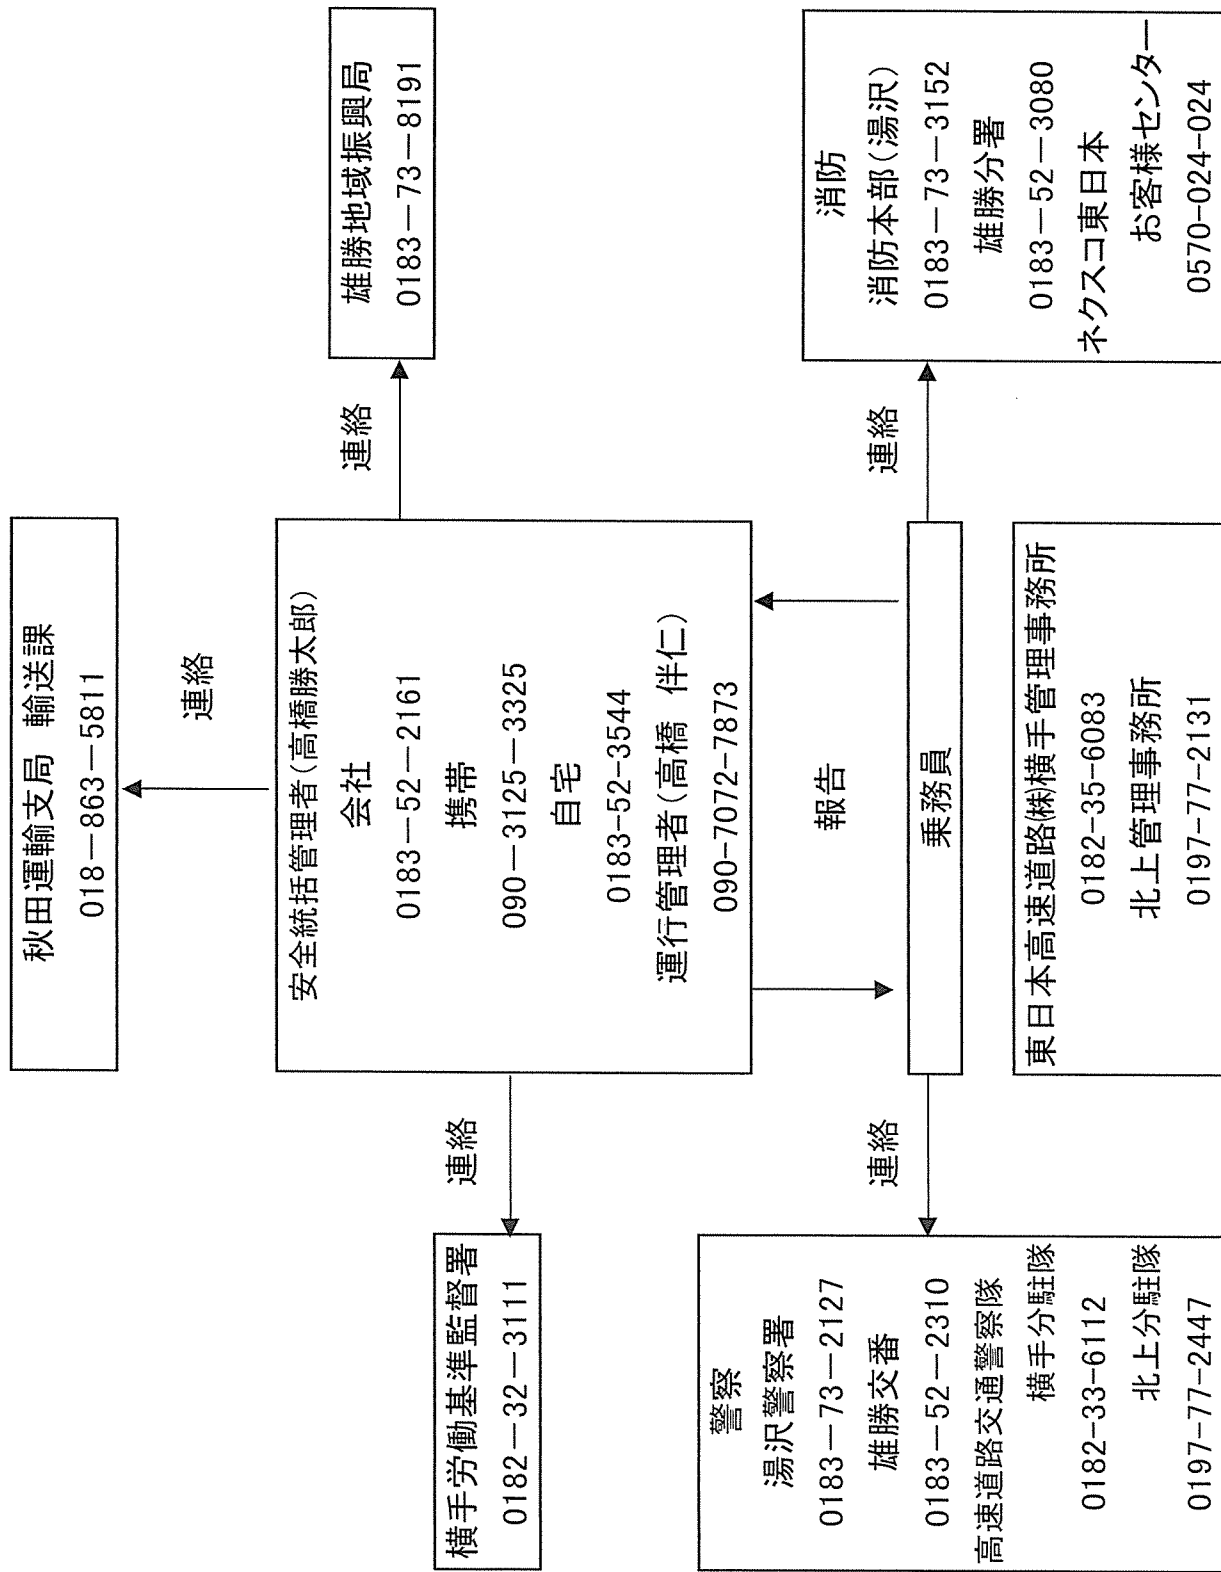 秋田運輸支局 輸送課
018－863－5811
連絡
雄勝地域振興局
0183－73－8191
連絡
安全統括管理者(高橋勝太郎)
会社
0183－52－2161
携帯
090－3125－3325
自宅
0183-52-3544
運行管理者(高橋 伴仁)
090-7072-7873
連絡
横手労働基準監督署
0182－32－3111
報告
乗務員
連絡
消防
消防本部(湯沢)
0183－73－3152
雄勝分署
0183－52－3080
ネクスコ東日本
お客様センター
0570-024-024
連絡
警察
湯沢警察署
0183－73－2127
雄勝交番
0183－52－2310
高速道路交通警察隊
横手分駐隊
0182-33-6112
北上分駐隊
0197-77-2447
東日本高速道路㈱横手管理事務所
0182-35-6083
北上管理事務所
0197-77-2131